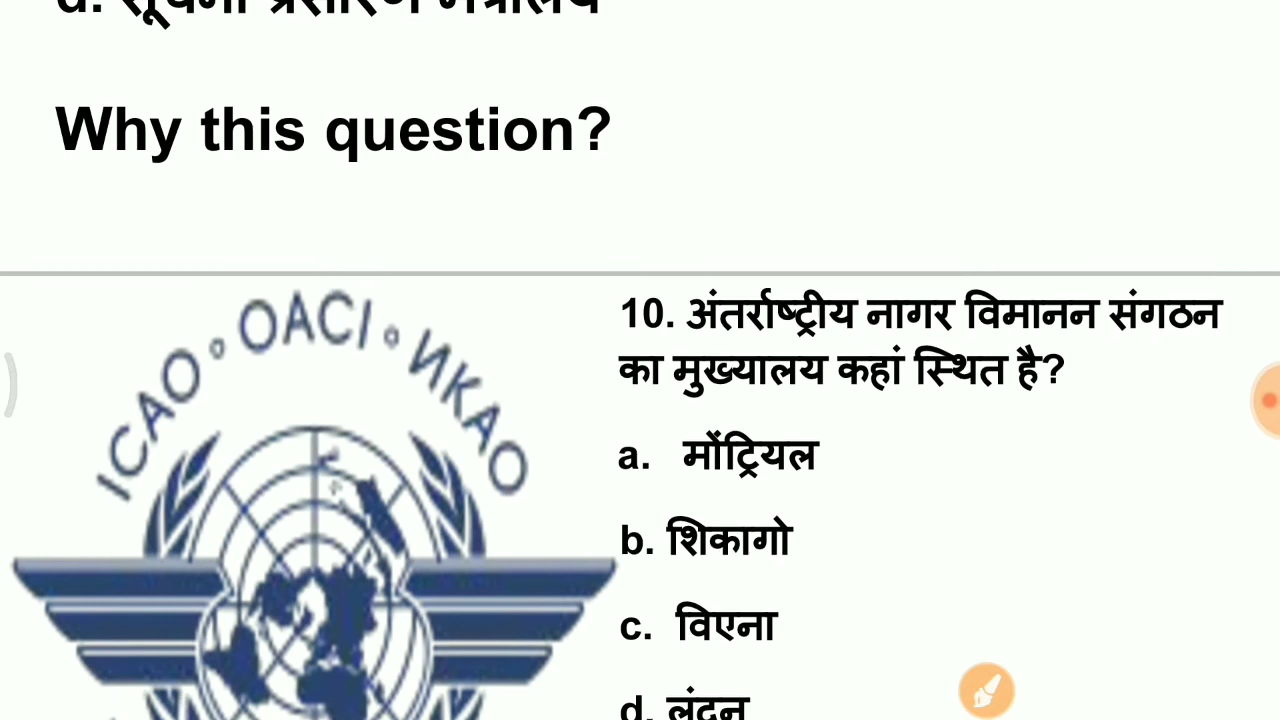 d. सूचना प्रसारण मंत्रालय
Why this question?
ICAO ° OACI ° ИКАО
10. अंतर्राष्ट्रीय नागर विमानन संगठन
का मुख्यालय कहां स्थित है?
a. मोंट्रियल
b. शिकागो
c. विएना
d. लंदन